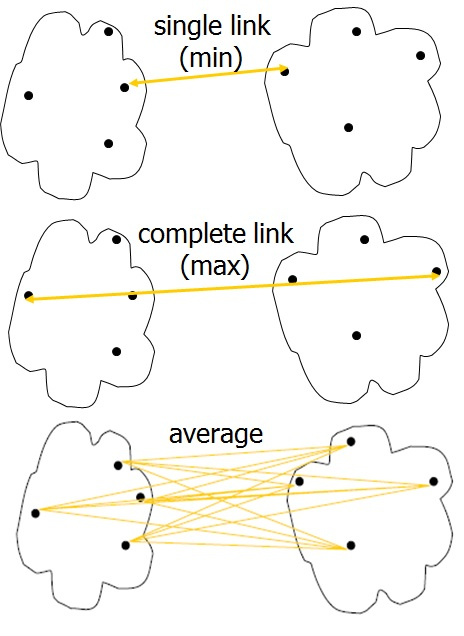 single link
(min)
complete link
(max)
average